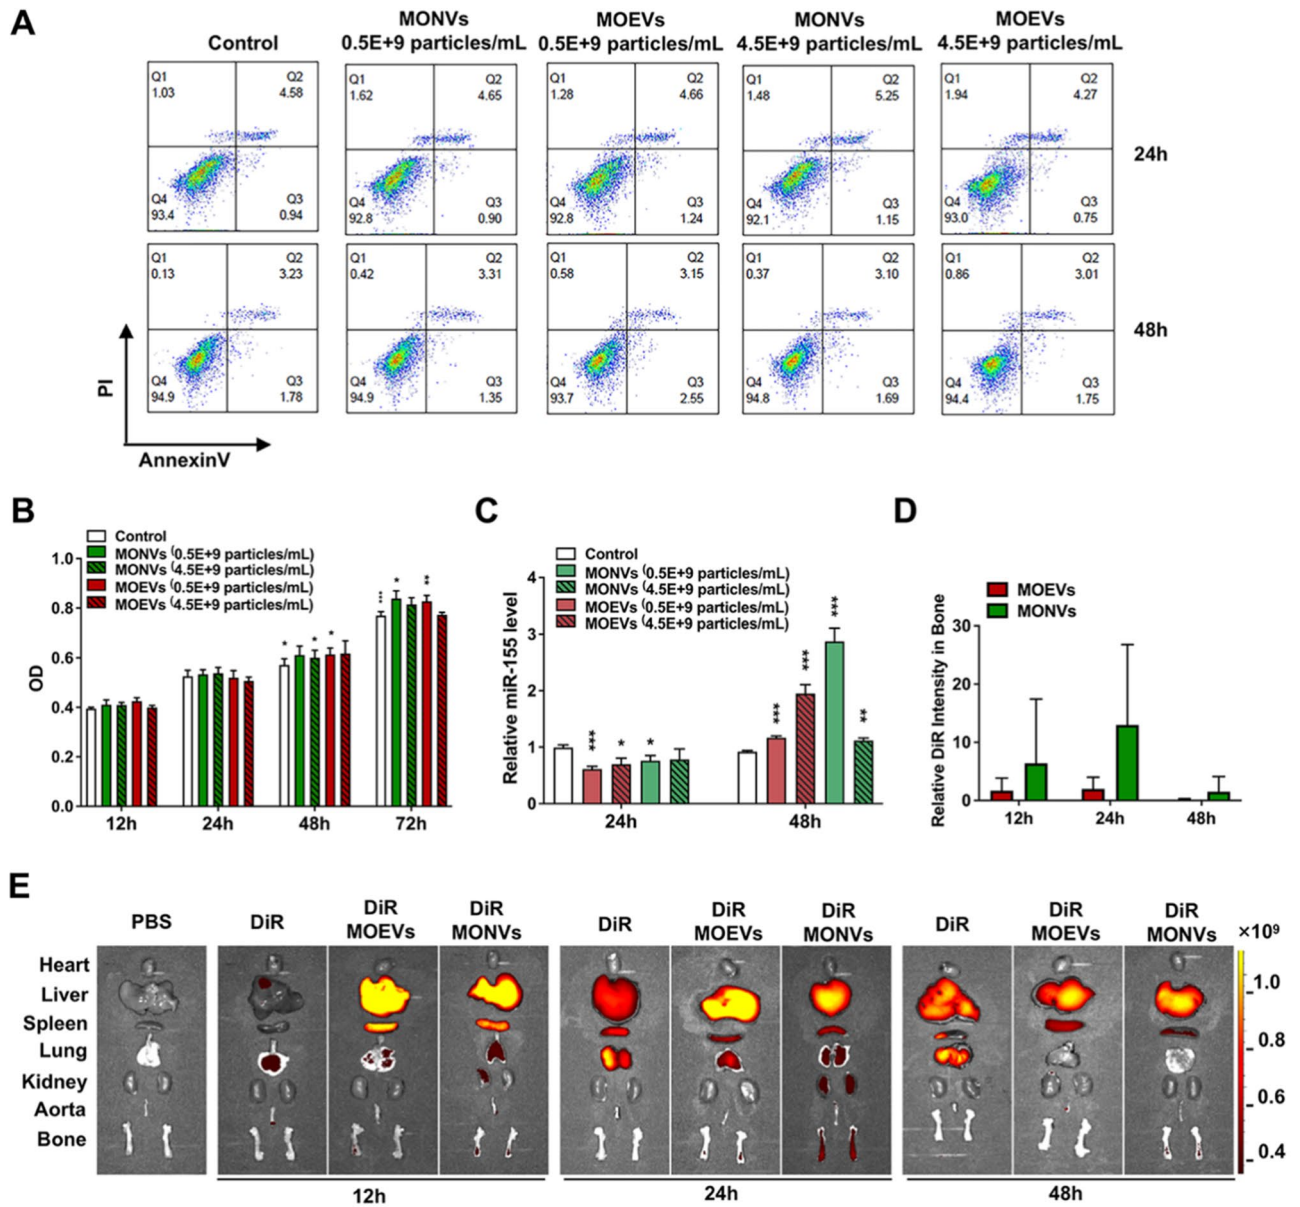 A
Control
MONVs
0.5E+9 particles/mL
MOEVs
0.5E+9 particles/mL
MONVs
4.5E+9 particles/mL
MOEVs
4.5E+9 particles/mL
Q1 Q2
1.03 4.58
Q4 Q3
93.4 0.94
Q1 Q2
1.62 4.65
Q4 Q3
92.8 0.90
Q1 Q2
1.28 4.66
Q4 Q3
92.8 1.24
Q1 Q2
1.48 5.25
Q4 Q3
92.1 1.15
Q1 Q2
1.94 4.27
Q4 Q3
93.0 0.75
24h
Q1 Q2
0.13 3.23
Q4 Q3
94.9 1.78
Q1 Q2
0.42 3.31
Q4 Q3
94.9 1.35
Q1 Q2
0.58 3.15
Q4 Q3
93.7 2.55
Q1 Q2
0.37 3.10
Q4 Q3
94.8 1.69
Q1 Q2
0.86 3.01
Q4 Q3
94.4 1.75
48h
PI
AnnexinV
B
Control
MONVs (0.5E+9 particles/mL)
MONVs (4.5E+9 particles/mL)
MOEVs (0.5E+9 particles/mL)
MOEVs (4.5E+9 particles/mL)
OD
1.0
0.8
0.6
0.4
0.2
0.0
* * *
*** * **
12h 24h 48h 72h
C
Control
MONVs (0.5E+9 particles/mL)
MONVs (4.5E+9 particles/mL)
MOEVs (0.5E+9 particles/mL)
MOEVs (4.5E+9 particles/mL)
Relative miR-155 level
4
3
2
1
0
*** * *
*** *** *** **
24h 48h
D
MOEVs
MONVs
Relative DiR Intensity in Bone
30
20
10
0
12h 24h 48h
E
PBS
DiR
DiR
MOEVs
DiR
MONVs
DiR
DiR
MOEVs
DiR
MONVs
DiR
DiR
MOEVs
DiR
MONVs
×10⁹
Heart
Liver
Spleen
Lung
Kidney
Aorta
Bone
1.0
0.8
0.6
0.4
12h 24h 48h